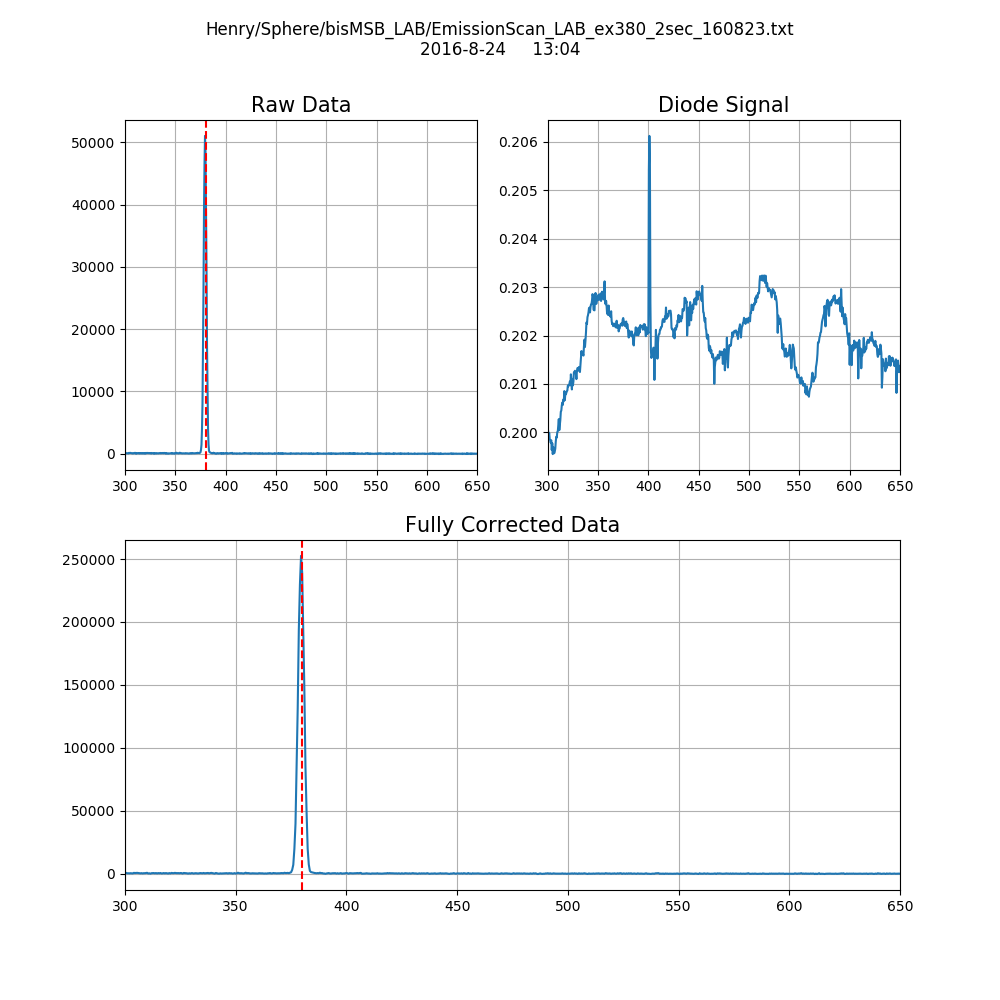 Henry/Sphere/bisMSB_LAB/EmissionScan_LAB_ex380_2sec_160823.txt
2016-8-24 13:04
Raw Data
50000
40000
30000
20000
10000
0
300 350 400 450 500 550 600 650
Diode Signal
0.206
0.205
0.204
0.203
0.202
0.201
0.200
300 350 400 450 500 550 600 650
Fully Corrected Data
250000
200000
150000
100000
50000
0
300 350 400 450 500 550 600 650